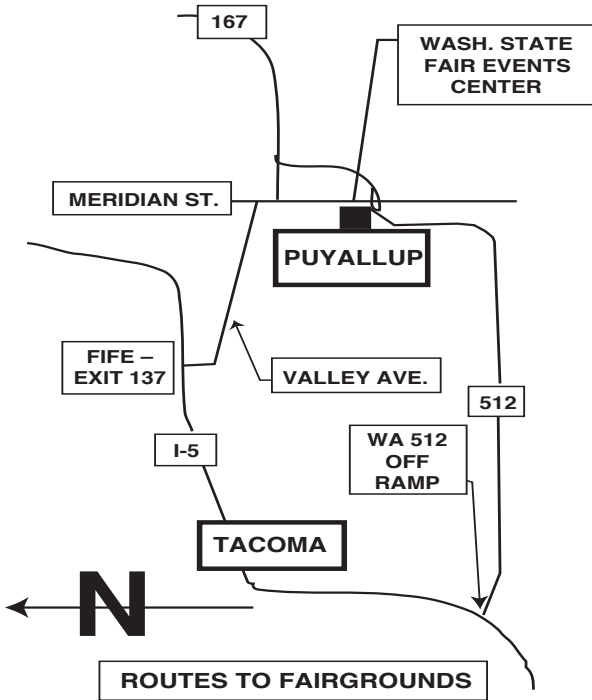 167
WASH. STATE
FAIR EVENTS
CENTER
MERIDIAN ST.
PUYALLUP
FIFE –
EXIT 137
VALLEY AVE.
512
I-5
WA 512
OFF
RAMP
TACOMA
N
ROUTES TO FAIRGROUNDS